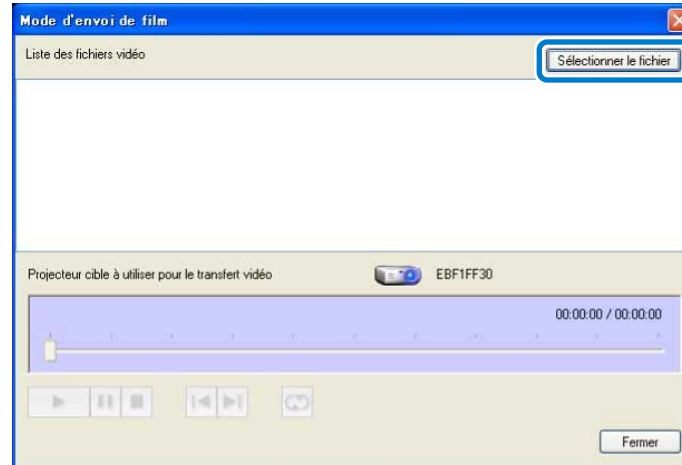 Mode d'envoi de film
Liste des fichiers vidéo
Sélectionner le fichier
Projecteur cible à utiliser pour le transfert vidéo
EBF1FF30
00:00:00 / 00:00:00
Fermer